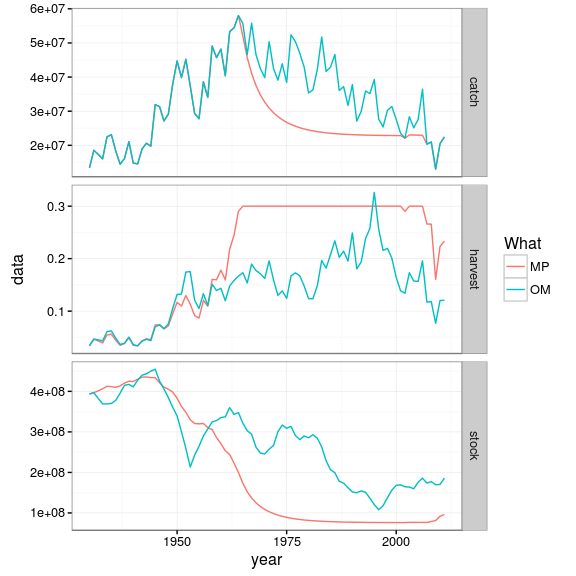 6e+07
5e+07
4e+07
3e+07
2e+07
catch
0.3
0.2
0.1
harvest
4e+08
3e+08
2e+08
1e+08
stock
data
1950
1975
2000
year
What
MP
OM